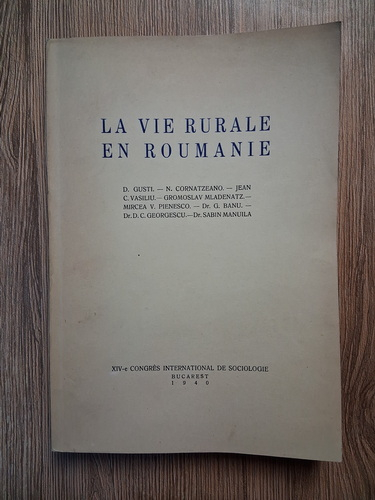 LA VIE RURALE
EN ROUMANIE
D. GUSTI. — N. CORNATZEANO. — JEAN
C. VASILIU. — GROMOSLAV MLADENATZ. —
MIRCEA V. PIENESCO. — Dr. G. BANU. —
Dr. D. C. GEORGESCU. — Dr. SABIN MANUILA
XIV-e CONGRÈS INTERNATIONAL DE SOCIOLOGIE
BUCAREST
1940